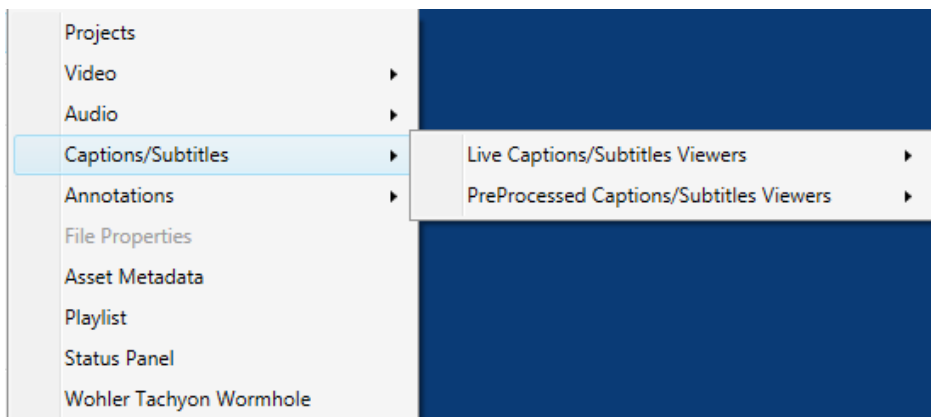 Projects
Video
Audio
Captions/Subtitles
Live Captions/Subtitles Viewers
Annotations
PreProcessed Captions/Subtitles Viewers
File Properties
Asset Metadata
Playlist
Status Panel
Wohler Tachyon Wormhole